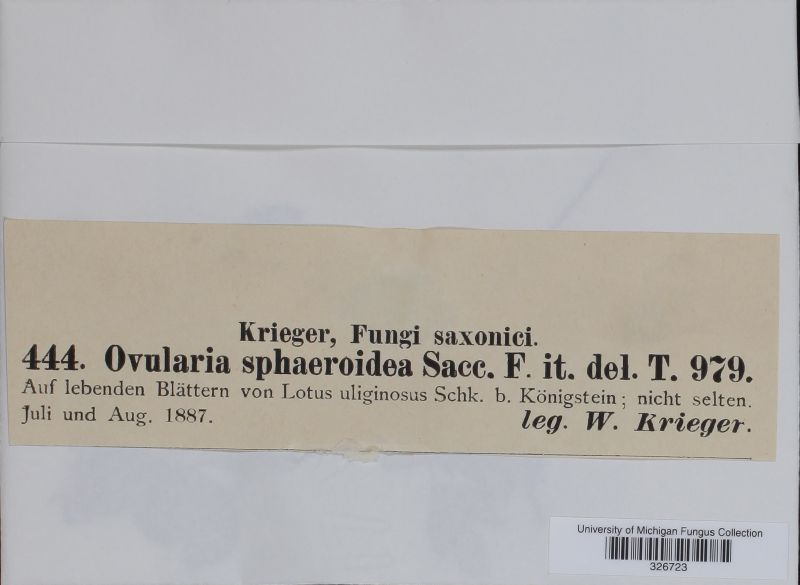 Krieger, Fungi saxonici.
444. Ovularia sphaeroidea Sacc. F. it. del. T. 979.
Auf lebenden Blättern von Lotus uliginosus Schk. b. Königstein; nicht selten.
Juli und Aug. 1887.
leg. W. Krieger.
University of Michigan Fungus Collection
326723